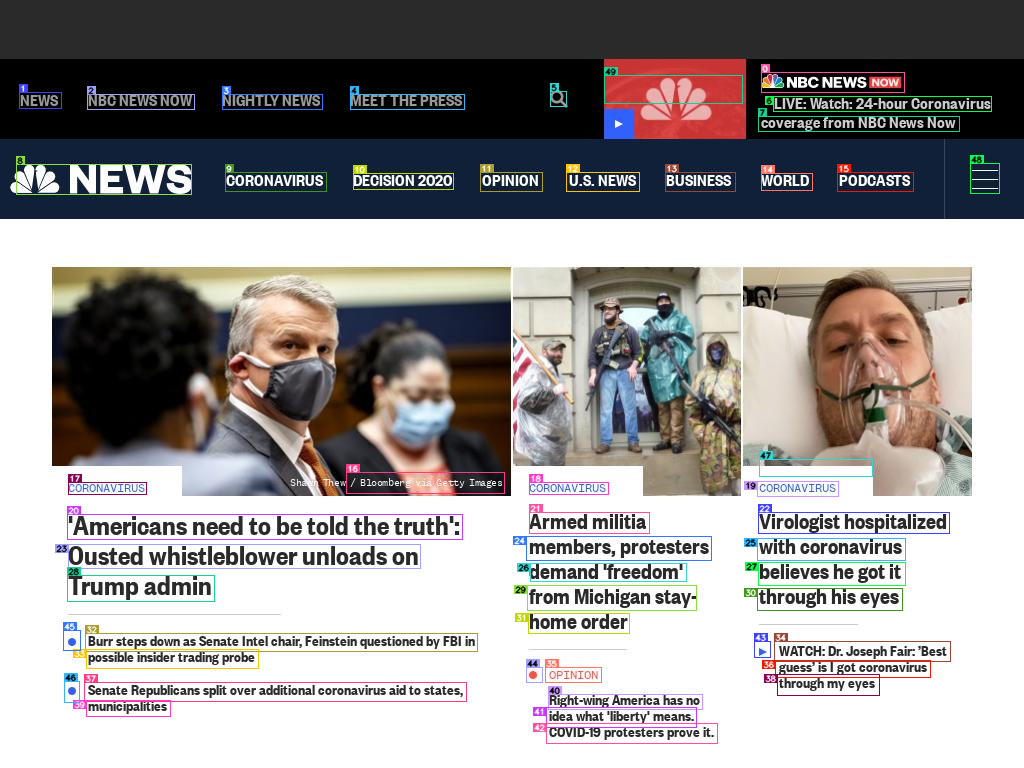 NEWS
NBC NEWS NOW
NIGHTLY NEWS
MEET THE PRESS
NBC NEWS NOW
LIVE: Watch: 24-hour Coronavirus
coverage from NBC News Now
NEWS
CORONAVIRUS
DECISION 2020
OPINION
U.S. NEWS
BUSINESS
WORLD
PODCASTS
Shawn Thew / Bloomberg via Getty Images
CORONAVIRUS
'Americans need to be told the truth':
Ousted whistleblower unloads on
Trump admin
Burr steps down as Senate Intel chair, Feinstein questioned by FBI in
possible insider trading probe
Senate Republicans split over additional coronavirus aid to states,
municipalities
CORONAVIRUS
Armed militia
members, protesters
demand 'freedom'
from Michigan stay-
home order
OPINION
Right-wing America has no
idea what 'liberty' means.
COVID-19 protesters prove it.
CORONAVIRUS
Virologist hospitalized
with coronavirus
believes he got it
through his eyes
WATCH: Dr. Joseph Fair: 'Best
guess' is I got coronavirus
through my eyes